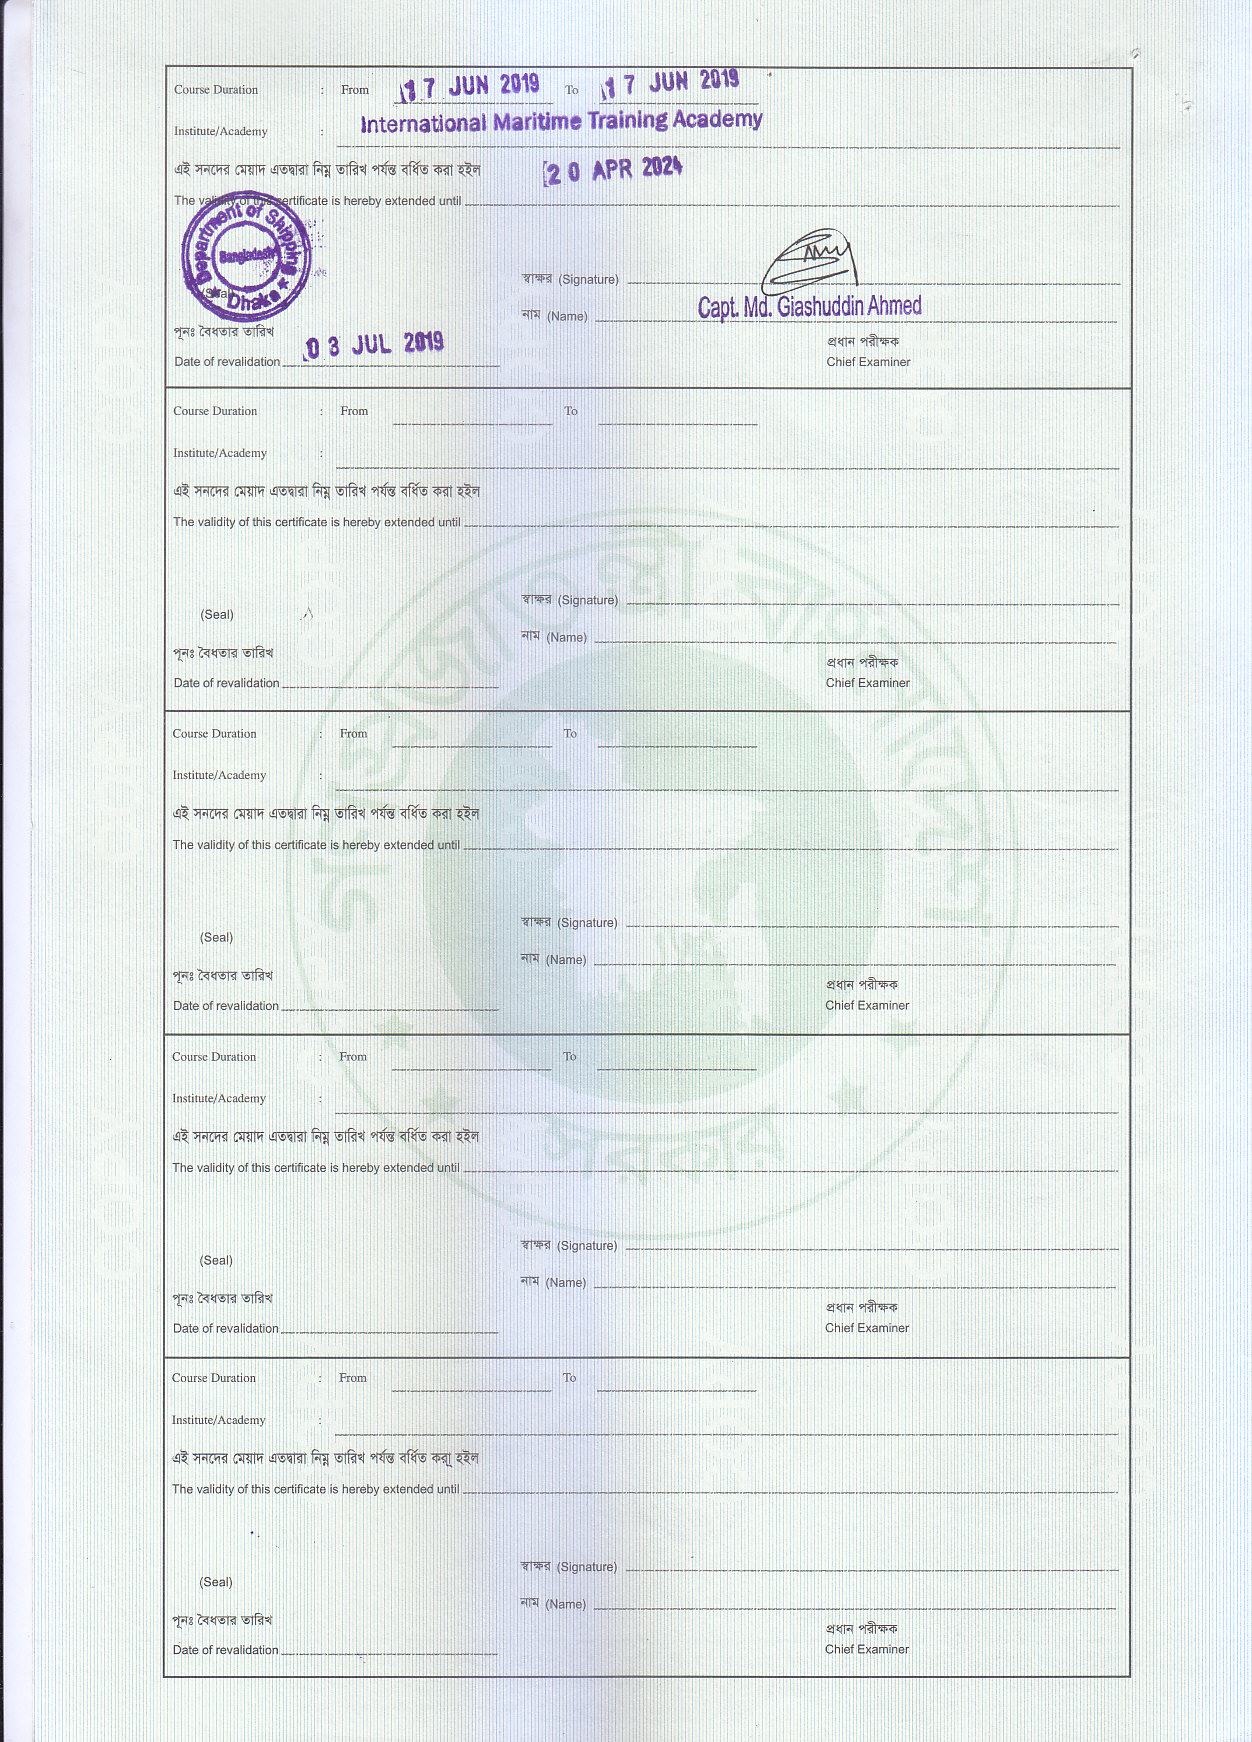 Course Duration : From 17 JUN 2019 To 17 JUN 2019
Institute/Academy : International Maritime Training Academy
এই সনদের মেয়াদ এতদ্বারা নিম্ন তারিখ পর্যন্ত বর্ধিত করা হইল
The validity of this certificate is hereby extended until 20 APR 2024
Department of Shipping
Bangladesh
Dhaka
(Seal)
স্বাক্ষর (Signature)
নাম (Name) Capt. Md. Giashuddin Ahmed
পূনঃ বৈধতার তারিখ
প্রধান পরীক্ষক
Date of revalidation 03 JUL 2019
Chief Examiner
Course Duration : From To
Institute/Academy :
এই সনদের মেয়াদ এতদ্বারা নিম্ন তারিখ পর্যন্ত বর্ধিত করা হইল
The validity of this certificate is hereby extended until
স্বাক্ষর (Signature)
(Seal)
নাম (Name)
পূনঃ বৈধতার তারিখ
প্রধান পরীক্ষক
Date of revalidation
Chief Examiner
Course Duration : From To
Institute/Academy :
এই সনদের মেয়াদ এতদ্বারা নিম্ন তারিখ পর্যন্ত বর্ধিত করা হইল
The validity of this certificate is hereby extended until
স্বাক্ষর (Signature)
(Seal)
নাম (Name)
পূনঃ বৈধতার তারিখ
প্রধান পরীক্ষক
Date of revalidation
Chief Examiner
Course Duration : From To
Institute/Academy :
এই সনদের মেয়াদ এতদ্বারা নিম্ন তারিখ পর্যন্ত বর্ধিত করা হইল
The validity of this certificate is hereby extended until
স্বাক্ষর (Signature)
(Seal)
নাম (Name)
পূনঃ বৈধতার তারিখ
প্রধান পরীক্ষক
Date of revalidation
Chief Examiner
Course Duration : From To
Institute/Academy :
এই সনদের মেয়াদ এতদ্বারা নিম্ন তারিখ পর্যন্ত বর্ধিত করা হইল
The validity of this certificate is hereby extended until
স্বাক্ষর (Signature)
(Seal)
নাম (Name)
পূনঃ বৈধতার তারিখ
প্রধান পরীক্ষক
Date of revalidation
Chief Examiner
গণপ্রজাতন্ত্রী বাংলাদেশ
সরকার